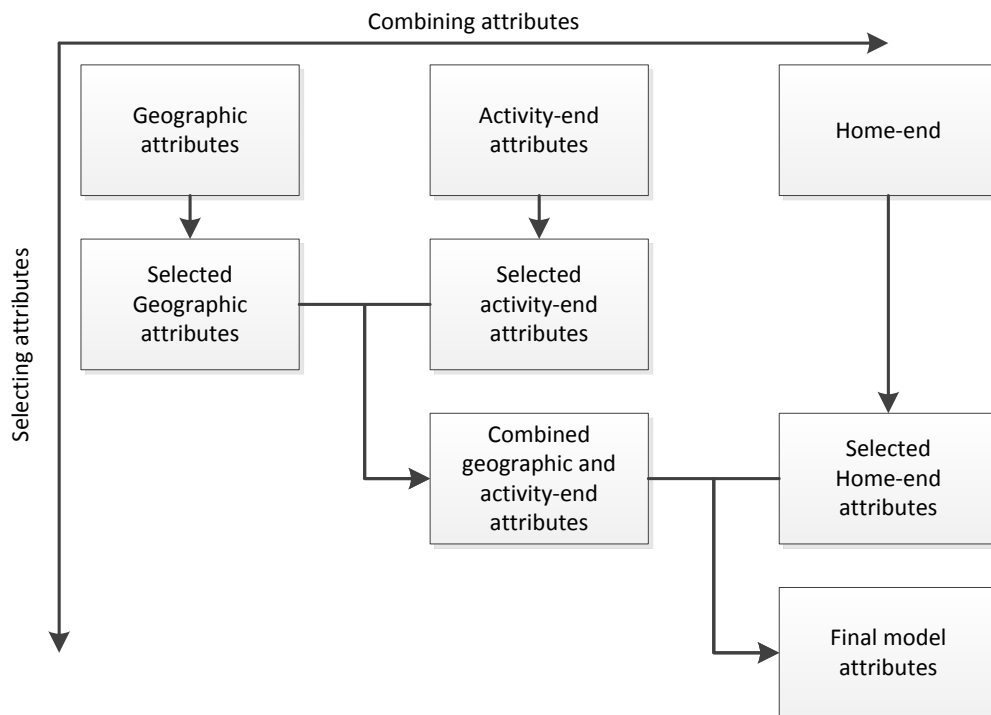 Combining attributes
Selecting attributes
Geographic
attributes
Activity-end
attributes
Home-end
Selected
Geographic
attributes
Selected
activity-end
attributes
Combined
geographic and
activity-end
attributes
Selected
Home-end
attributes
Final model
attributes